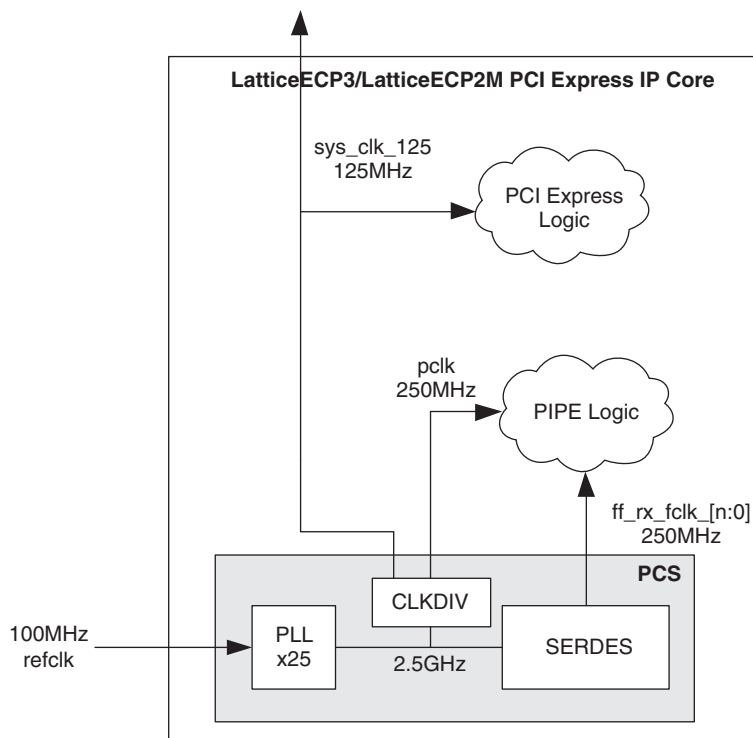 LatticeECP3/LatticeECP2M PCI Express IP Core
sys_clk_125
125MHz
PCI Express
Logic
pclk
250MHz
PIPE Logic
ff_rx_fclk_[n:0]
250MHz
PCS
CLKDIV
100MHz
refclk
PLL
x25
2.5GHz
SERDES